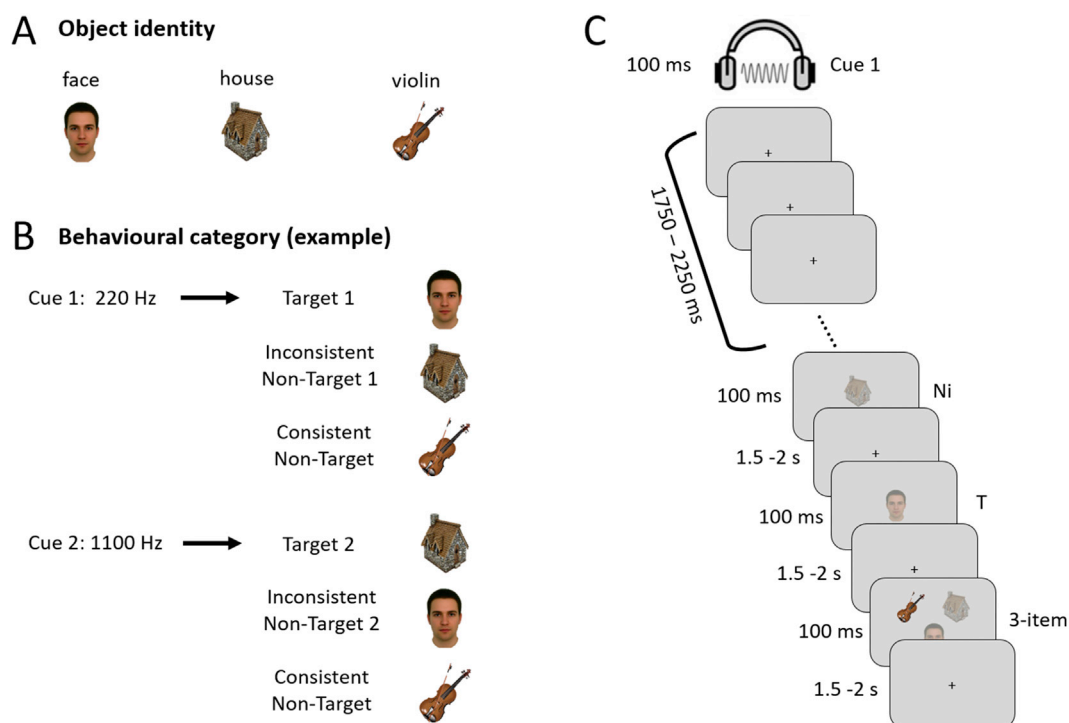 A Object identity
face
house
violin
B Behavioural category (example)
Cue 1: 220 Hz
Target 1
Inconsistent
Non-Target 1
Consistent
Non-Target
Cue 2: 1100 Hz
Target 2
Inconsistent
Non-Target 2
Consistent
Non-Target
C
100 ms
Cue 1
1750 – 2250 ms
100 ms
Ni
1.5 -2 s
100 ms
T
1.5 -2 s
100 ms
3-item
1.5 -2 s